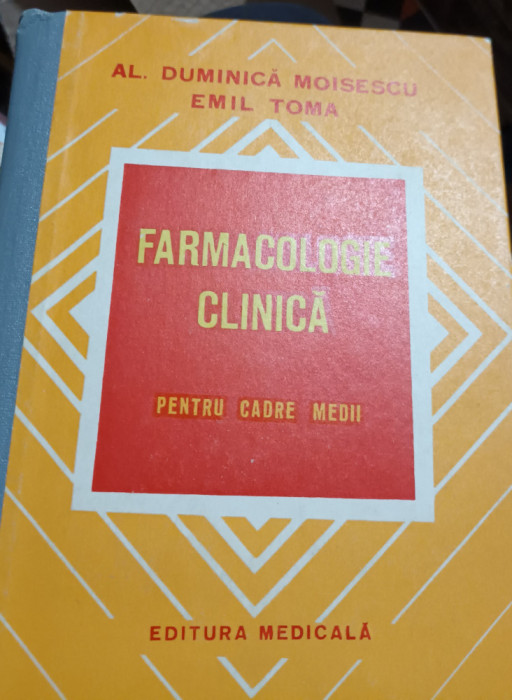 AL. DUMINICĂ MOISESCU
EMIL TOMA
FARMACOLOGIE
CLINICĂ
PENTRU CADRE MEDII
EDITURA MEDICALĂ